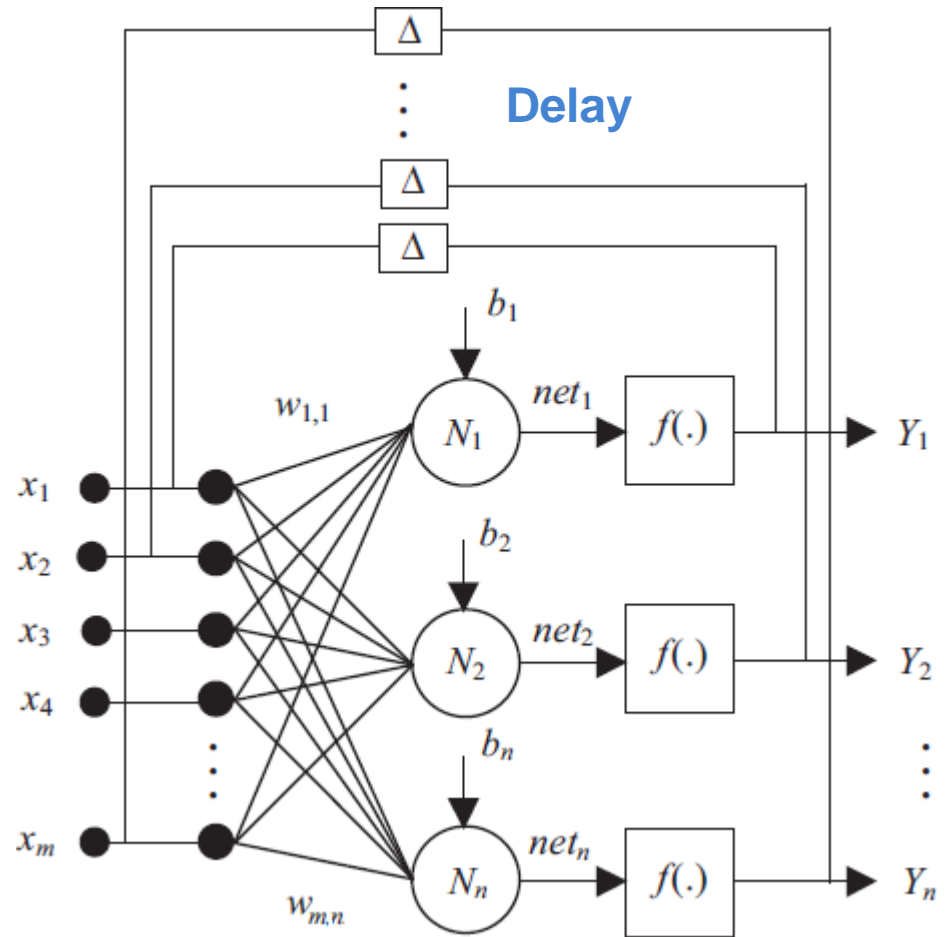 Δ
Delay
Δ
Δ
b₁
w₁,₁
N₁
net₁
f(.)
Y₁
x₁
x₂
b₂
x₃
N₂
net₂
f(.)
Y₂
x₄
bₙ
xₘ
wₘ,ₙ
Nₙ
netₙ
f(.)
Yₙ